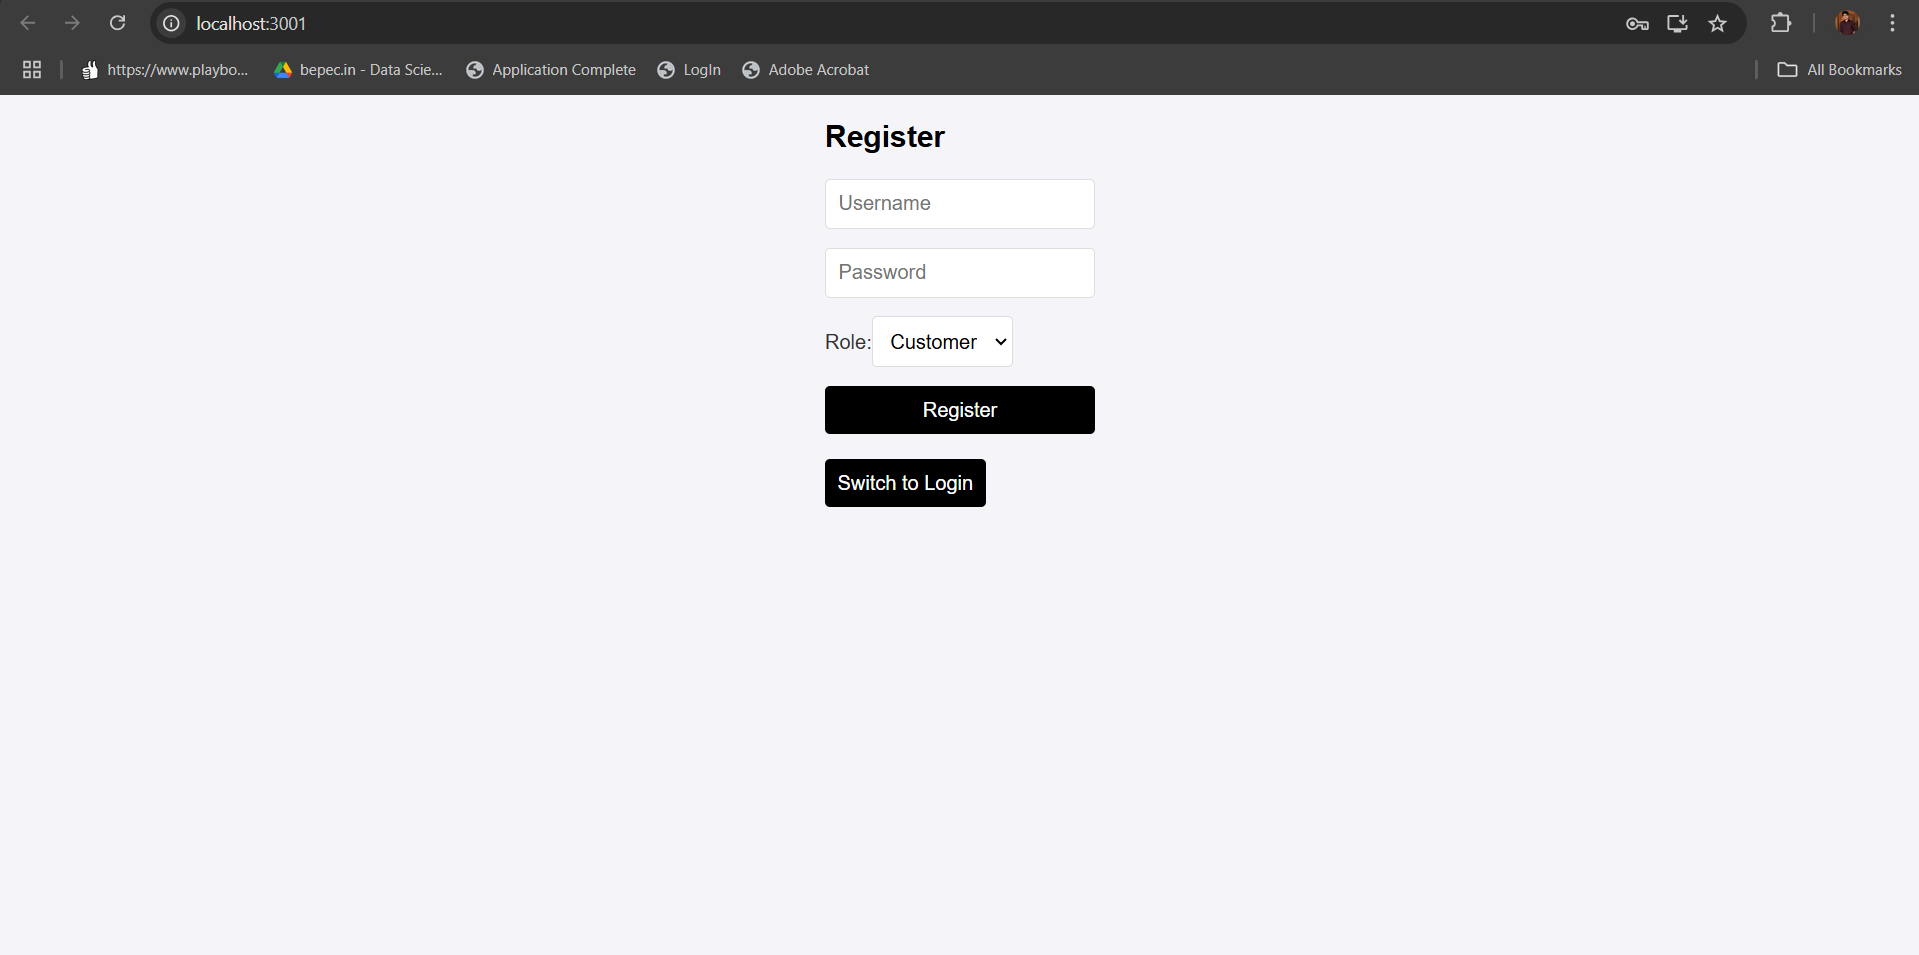 localhost:3001
https://www.playbo... bepec.in - Data Scie... Application Complete LogIn Adobe Acrobat All Bookmarks
Register
Username
Password
Role: Customer
Register
Switch to Login